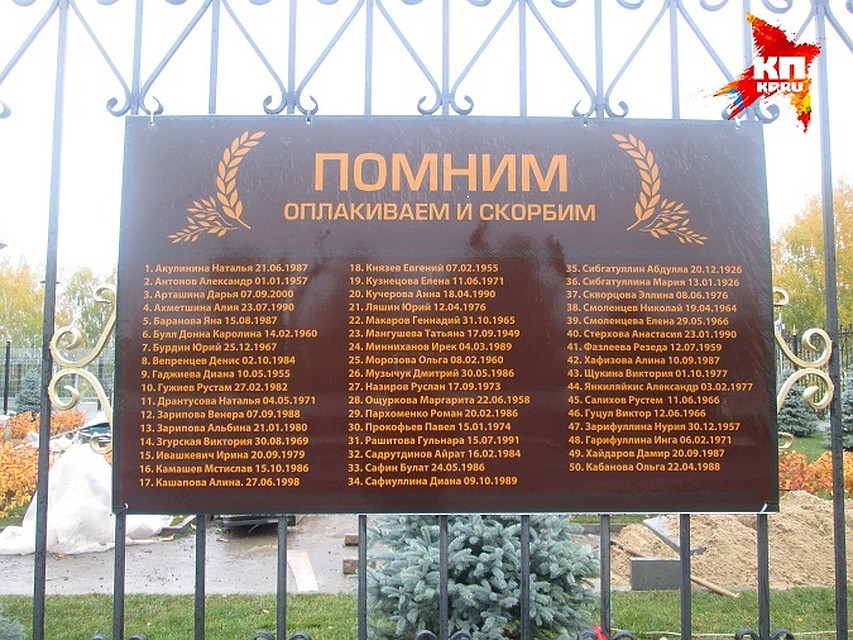 КП
KP.RU
ПОМНИМ
ОПЛАКИВАЕМ И СКОРБИМ
1. Акулинина Наталья 21.06.1987
2. Антонов Александр 01.01.1957
3. Арташина Дарья 07.09.2000
4. Ахметшина Алия 23.07.1990
5. Баранова Яна 15.08.1987
6. Булл Донна Каролина 14.02.1960
7. Бурдин Юрий 25.12.1967
8. Вепренцев Денис 02.10.1984
9. Гаджиева Диана 10.05.1955
10. Гужиев Рустам 27.02.1982
11. Дрантусова Наталья 04.05.1971
12. Зарипова Венера 07.09.1988
13. Зарипова Альбина 21.01.1980
14. Згурская Виктория 30.08.1969
15. Ивашкевич Ирина 20.09.1979
16. Камашев Мстислав 15.10.1986
17. Кашапова Алина. 27.06.1998
18. Князев Евгений 07.02.1955
19. Кузнецова Елена 11.06.1971
20. Кучерова Анна 18.04.1990
21. Ляшин Юрий 12.04.1976
22. Макаров Геннадий 31.10.1965
23. Мангушева Татьяна 17.09.1949
24. Минниханов Ирек 04.03.1989
25. Морозова Ольга 08.02.1960
26. Музычук Дмитрий 30.05.1986
27. Назиров Руслан 17.09.1973
28. Ощуркова Маргарита 22.06.1958
29. Пархоменко Роман 20.02.1986
30. Прокофьев Павел 15.01.1974
31. Рашитова Гульнара 15.07.1991
32. Садрутдинов Айрат 16.02.1984
33. Сафин Булат 24.05.1986
34. Сафиуллина Диана 09.10.1989
35. Сибгатуллин Абдулла 20.12.1926
36. Сибгатуллина Мария 13.01.1926
37. Скворцова Эллина 08.06.1976
38. Смоленцев Николай 19.04.1964
39. Смоленцева Елена 29.05.1966
40. Стерхова Анастасия 23.01.1990
41. Фазлеева Резеда 12.07.1959
42. Хафизова Алина 10.09.1987
43. Щукина Виктория 01.10.1977
44. Янкиляйкис Александр 03.02.1977
45. Салихов Рустем 11.06.1966
46. Гуцул Виктор 12.06.1966
47. Зарифуллина Нурия 30.12.1957
48. Гарифуллина Инга 06.02.1971
49. Хайдаров Дамир 20.09.1987
50. Кабанова Ольга 22.04.1988